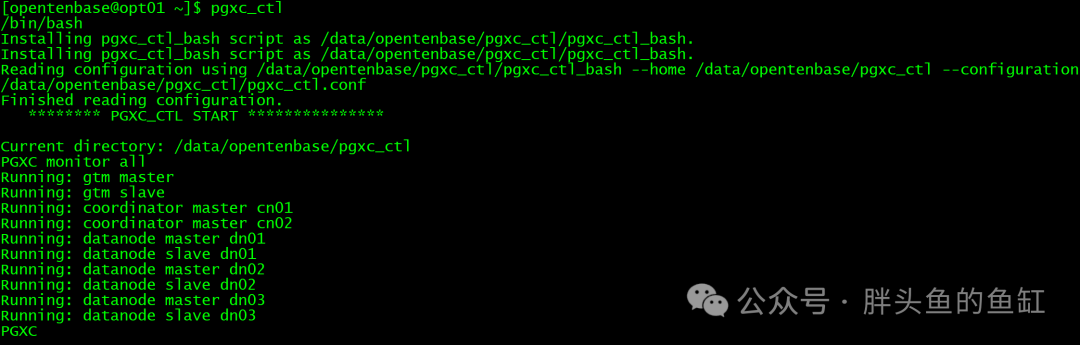 [opentenbase@opt01 ~]$ pgxc_ctl
/bin/bash
Installing pgxc_ctl_bash script as /data/opentenbase/pgxc_ctl/pgxc_ctl_bash.
Installing pgxc_ctl_bash script as /data/opentenbase/pgxc_ctl/pgxc_ctl_bash.
Reading configuration using /data/opentenbase/pgxc_ctl/pgxc_ctl_bash --home /data/opentenbase/pgxc_ctl --configuration
/data/opentenbase/pgxc_ctl/pgxc_ctl.conf
Finished reading configuration.
******** PGXC_CTL START ***************
Current directory: /data/opentenbase/pgxc_ctl
PGXC monitor all
Running: gtm master
Running: gtm slave
Running: coordinator master cn01
Running: coordinator master cn02
Running: datanode master dn01
Running: datanode slave dn01
Running: datanode master dn02
Running: datanode slave dn02
Running: datanode master dn03
Running: datanode slave dn03
PGXC
公众号 · 胖头鱼的鱼缸